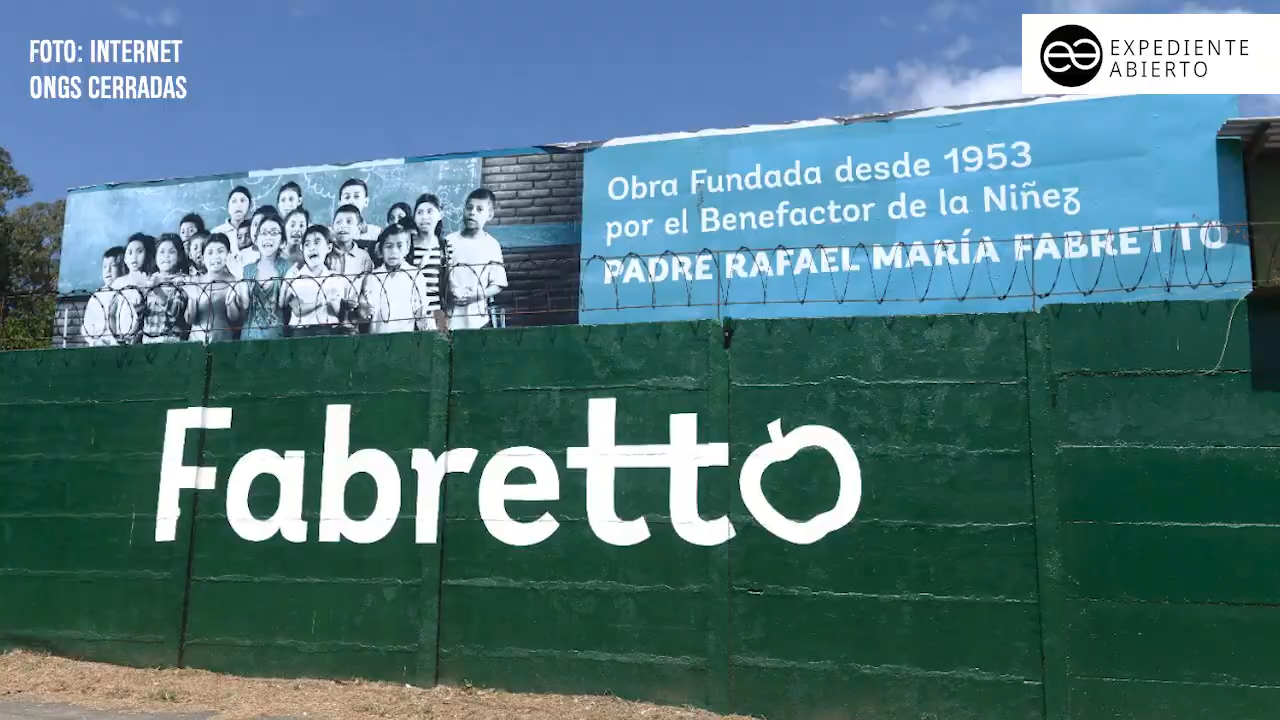 FOTO: INTERNET
ONGS CERRADAS
EXPEDIENTE
ABIERTO
Obra Fundada desde 1953
por el Benefactor de la Niñez
PADRE RAFAEL MARÍA FABRETTO
Fabretto